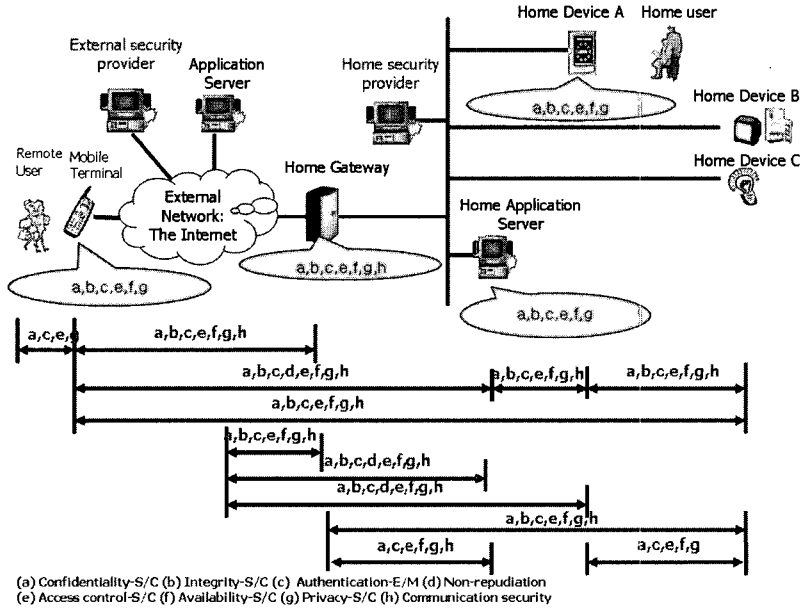 Home Device A
Home user
External security
provider
Application
Server
Home security
provider
a,b,c,e,f,g
Home Device B
Remote
User
Mobile
Terminal
Home Gateway
Home Device C
External
Network:
The Internet
Home Application
Server
a,b,c,e,f,g,h
a,b,c,e,f,g
a,b,c,e,f,g
a,c,e,g
a,b,c,e,f,g,h
a,b,c,d,e,f,g,h
a,b,c,e,f,g,h
a,b,c,e,f,g,h
a,b,c,e,f,g,h
a,b,c,e,f,g,h
a,b,c,d,e,f,g,h
a,b,c,d,e,f,g,h
a,b,c,e,f,g,h
a,c,e,f,g,h
a,c,e,f,g
(a) Confidentiality-S/C (b) Integrity-S/C (c) Authentication-E/M (d) Non-repudiation
(e) Access control-S/C (f) Availability-S/C (g) Privacy-S/C (h) Communication security